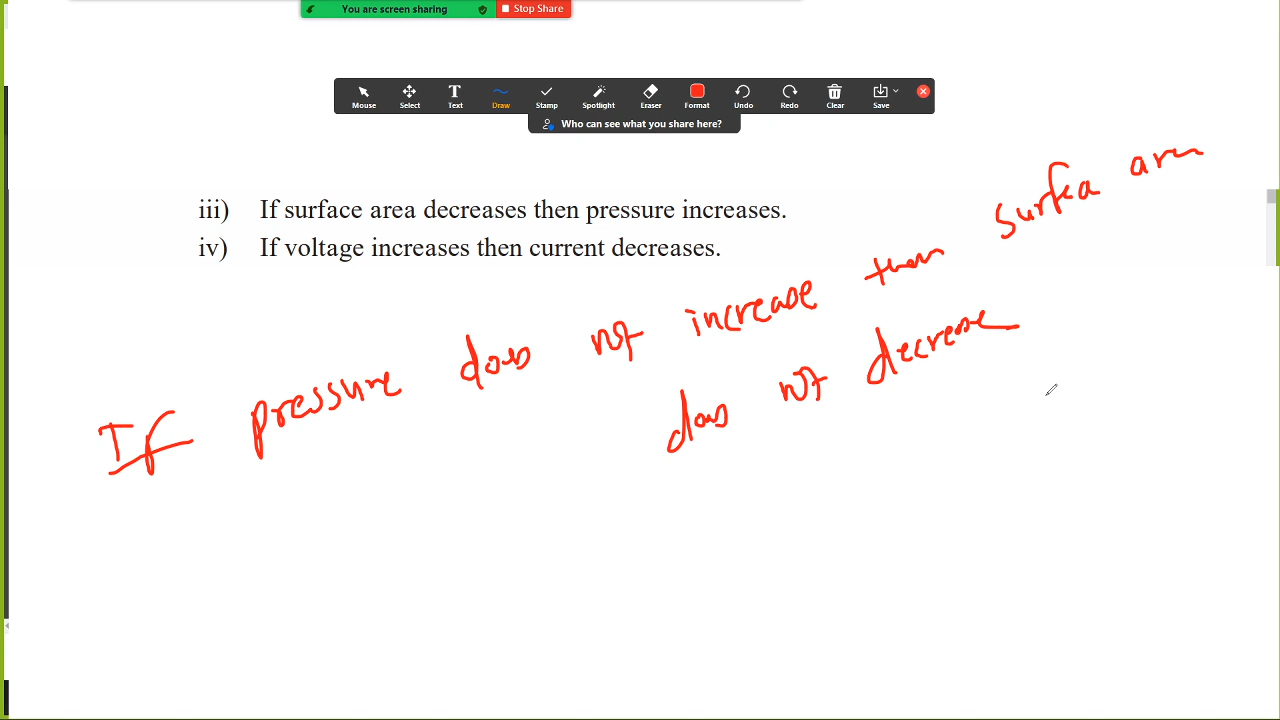 You are screen sharing
Stop Share
Mouse Select Text Draw Stamp Spotlight Eraser Format Undo Redo Clear Save
Who can see what you share here?
iii) If surface area decreases then pressure increases.
iv) If voltage increases then current decreases.
If pressure does not increase then surfea area
does not decrease